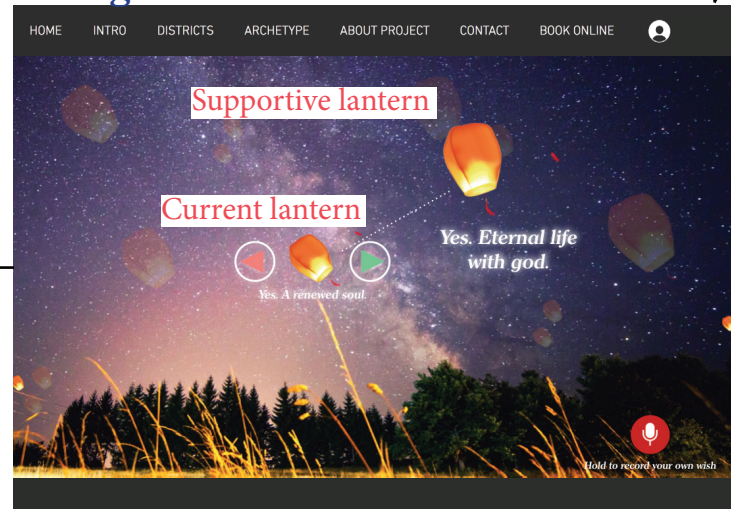 HOME INTRO DISTRICTS ARCHETYPE ABOUT PROJECT CONTACT BOOK ONLINE
Supportive lantern
Current lantern
Yes. Eternal life
with god.
Yes. A renewed soul.
Hold to record your own wish